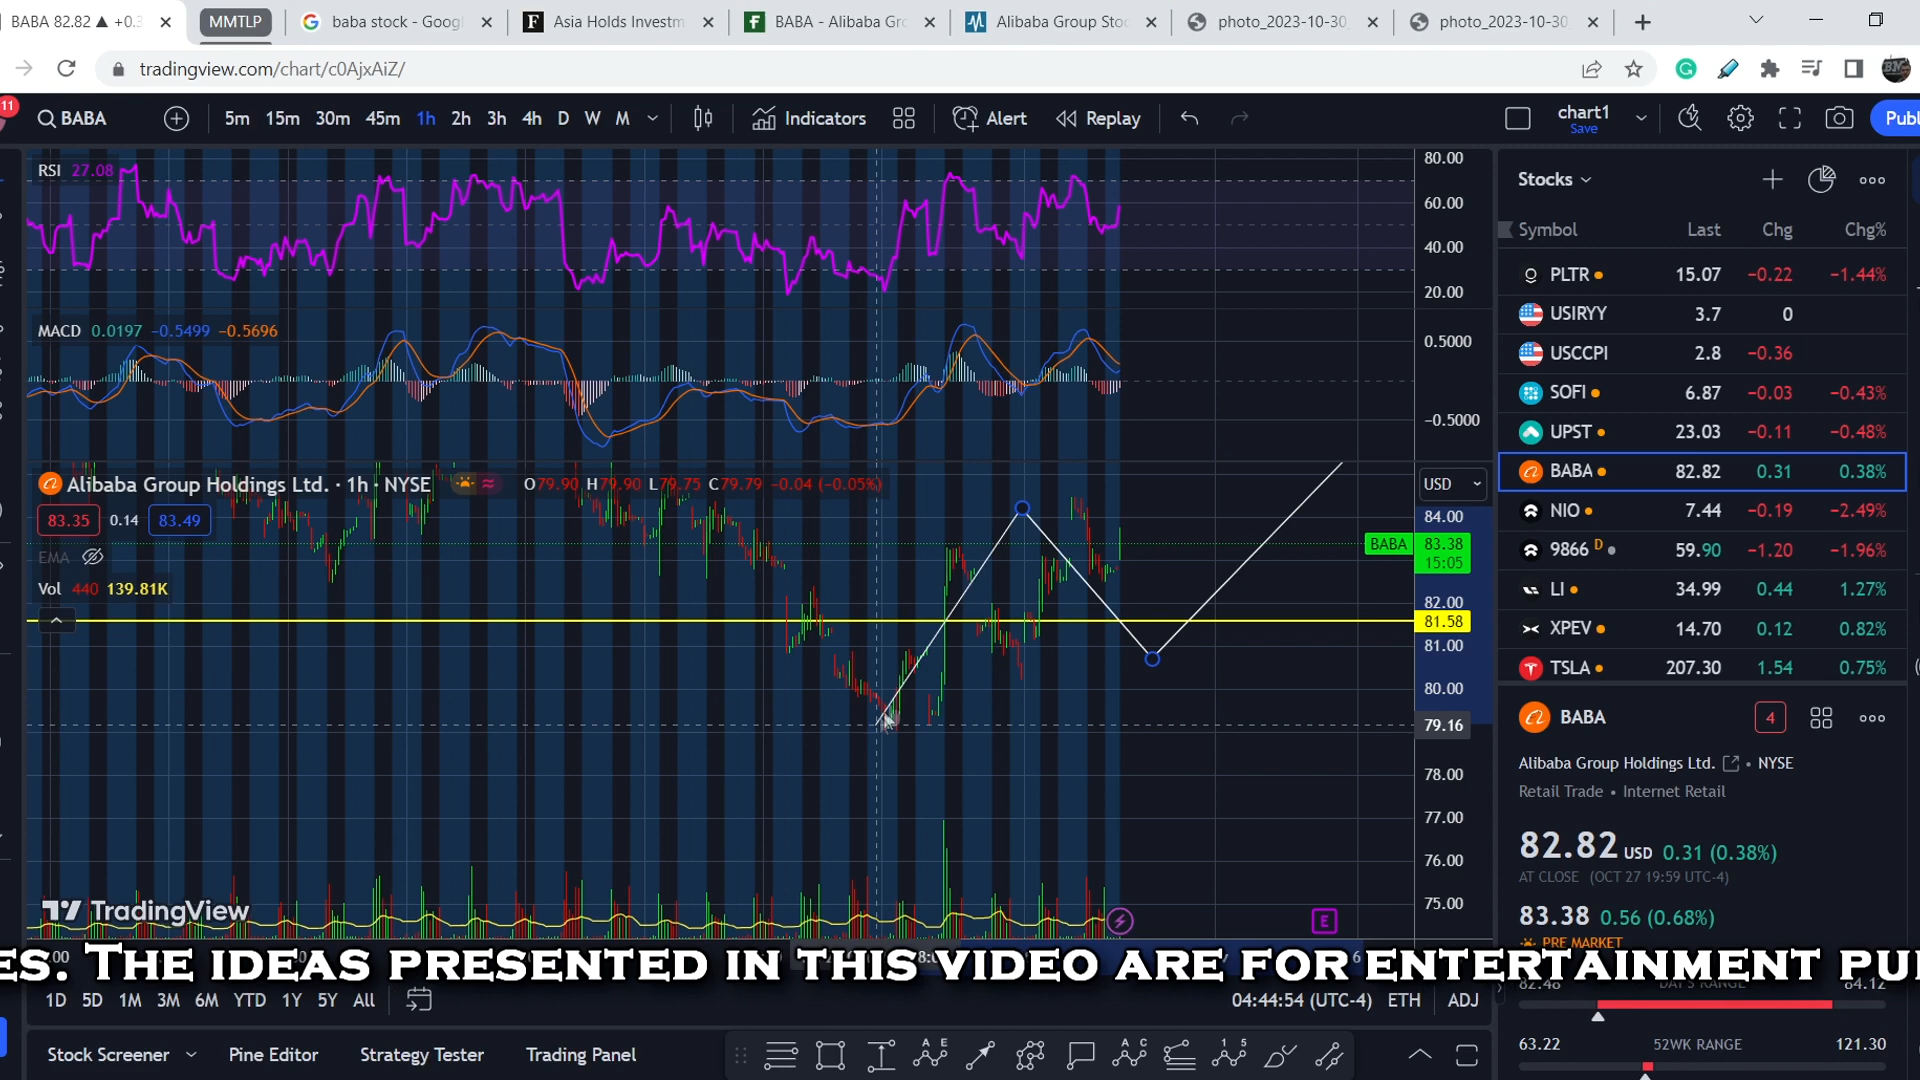 BABA 82.82 ▲ +0.3
MMTLP
baba stock - Goog
Asia Holds Investm
BABA - Alibaba Gr
Alibaba Group Sto
photo_2023-10-30
photo_2023-10-30
tradingview.com/chart/c0AjxAiZ/
11
BABA
5m 15m 30m 45m 1h 2h 3h 4h D W M
Indicators
Alert
Replay
chart1
Save
Publ
RSI 27.08
80.00
60.00
40.00
20.00
MACD 0.0197 −0.5499 −0.5696
0.5000
−0.5000
Alibaba Group Holdings Ltd. · 1h · NYSE
O79.90 H79.90 L79.75 C79.79 −0.04 (−0.05%)
USD
83.35 0.14 83.49
EMA
Vol 440 139.81K
84.00
BABA 83.38
15:05
82.00
81.58
81.00
80.00
79.16
78.00
77.00
76.00
75.00
E
TradingView
Stocks
Symbol Last Chg Chg%
PLTR 15.07 −0.22 −1.44%
USIRYY 3.7 0
USCCPI 2.8 −0.36
SOFI 6.87 −0.03 −0.43%
UPST 23.03 −0.11 −0.48%
BABA 82.82 0.31 0.38%
NIO 7.44 −0.19 −2.49%
9866 D 59.90 −1.20 −1.96%
LI 34.99 0.44 1.27%
XPEV 14.70 0.12 0.82%
TSLA 207.30 1.54 0.75%
BABA 4
Alibaba Group Holdings Ltd. • NYSE
Retail Trade • Internet Retail
82.82 USD 0.31 (0.38%)
AT CLOSE (OCT 27 19:59 UTC-4)
83.38 0.56 (0.68%)
PRE MARKET
ES. THE IDEAS PRESENTED IN THIS VIDEO ARE FOR ENTERTAINMENT PU
82.48 DAY'S RANGE 84.12
63.22 52WK RANGE 121.30
1D 5D 1M 3M 6M YTD 1Y 5Y All
04:44:54 (UTC-4) ETH ADJ
Stock Screener Pine Editor Strategy Tester Trading Panel